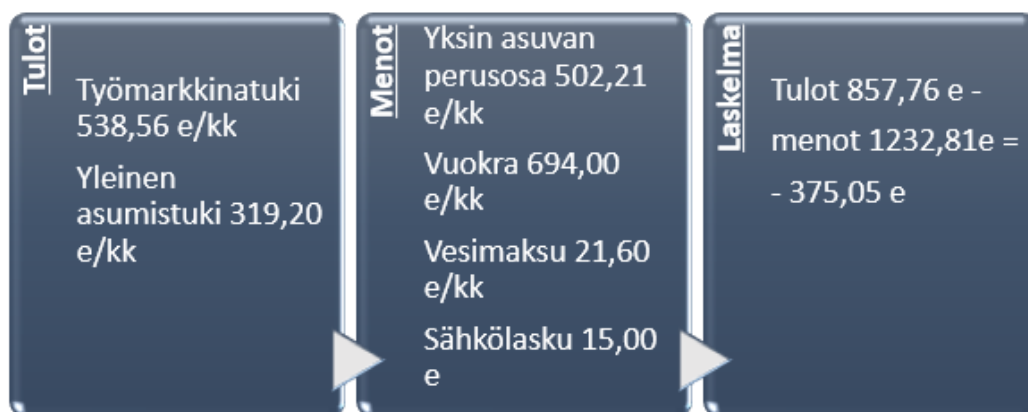 Tulot
Työmarkkinatuki
538,56 e/kk
Yleinen
asumistuki 319,20
e/kk
Menot
Yksin asuvan
perusosa 502,21
e/kk
Vuokra 694,00
e/kk
Vesimaksu 21,60
e/kk
Sähkölasku 15,00
e
Laskelma
Tulot 857,76 e -
menot 1232,81e =
- 375,05 e